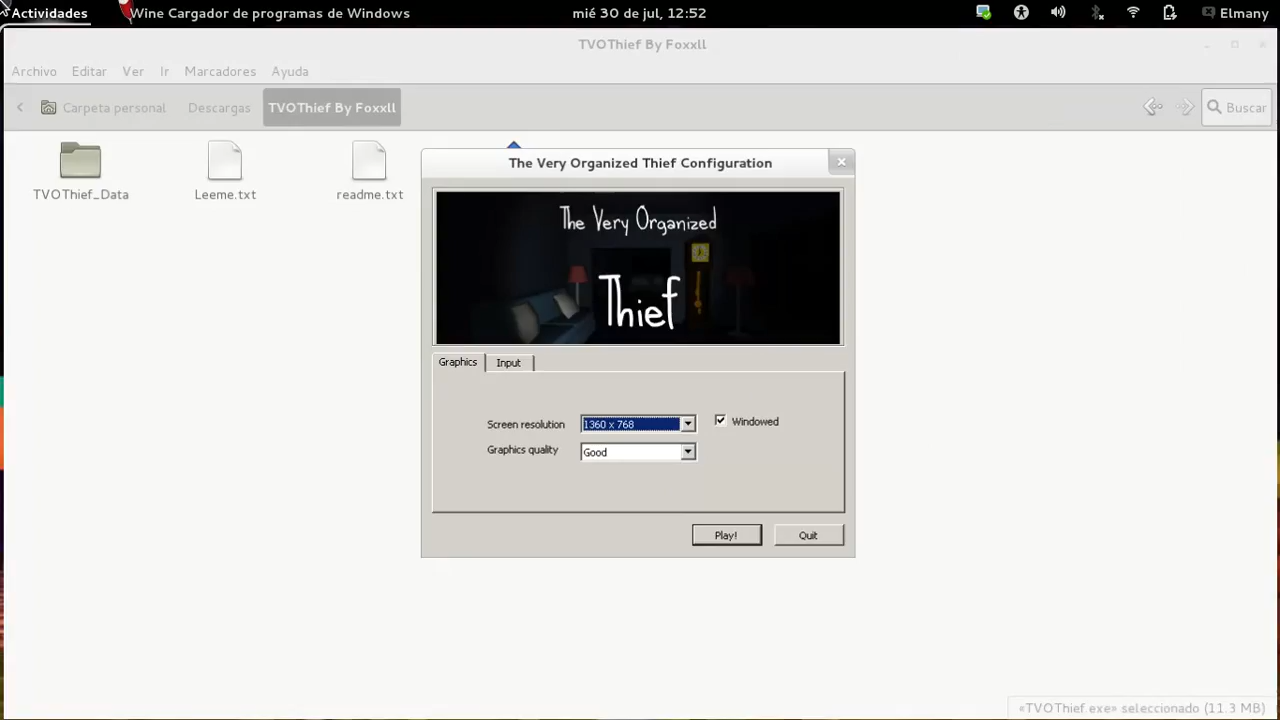 Actividades
Wine Cargador de programas de Windows
mié 30 de jul, 12:52
Elmany
TVOThief By Foxxll
Archivo
Editar
Ver
Ir
Marcadores
Ayuda
Carpeta personal
Descargas
TVOThief By Foxxll
Buscar
TVOThief_Data
Leeme.txt
readme.txt
The Very Organized Thief Configuration
The Very Organized
Thief
Graphics
Input
Screen resolution
1360 x 768
Windowed
Graphics quality
Good
Play!
Quit
«TVOThief.exe» seleccionado (11.3 MB)